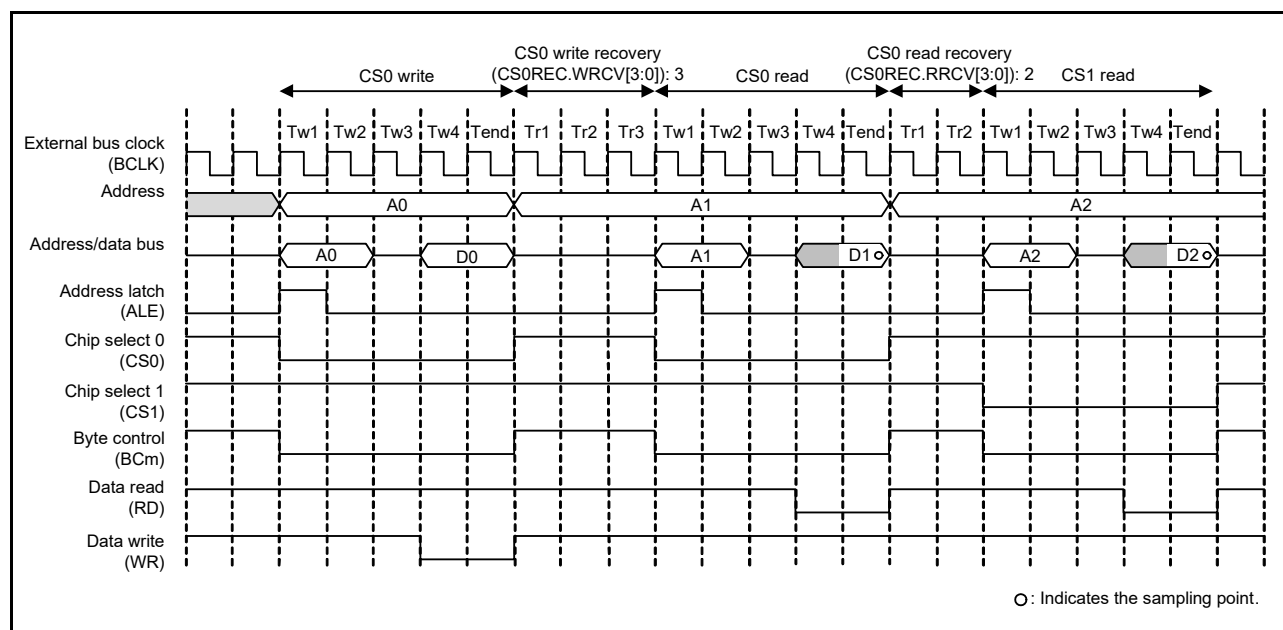 CS0 write recovery
(CS0REC.WRCV[3:0]): 3
CS0 read recovery
(CS0REC.RRCV[3:0]): 2
CS0 write
CS0 read
CS1 read
Tw1 Tw2 Tw3 Tw4 Tend Tr1 Tr2 Tr3 Tw1 Tw2 Tw3 Tw4 Tend Tr1 Tr2 Tw1 Tw2 Tw3 Tw4 Tend
External bus clock
(BCLK)
Address
A0 A1 A2
Address/data bus
A0 D0 A1 D1 A2 D2
Address latch
(ALE)
Chip select 0
(CS0)
Chip select 1
(CS1)
Byte control
(BCm)
Data read
(RD)
Data write
(WR)
: Indicates the sampling point.